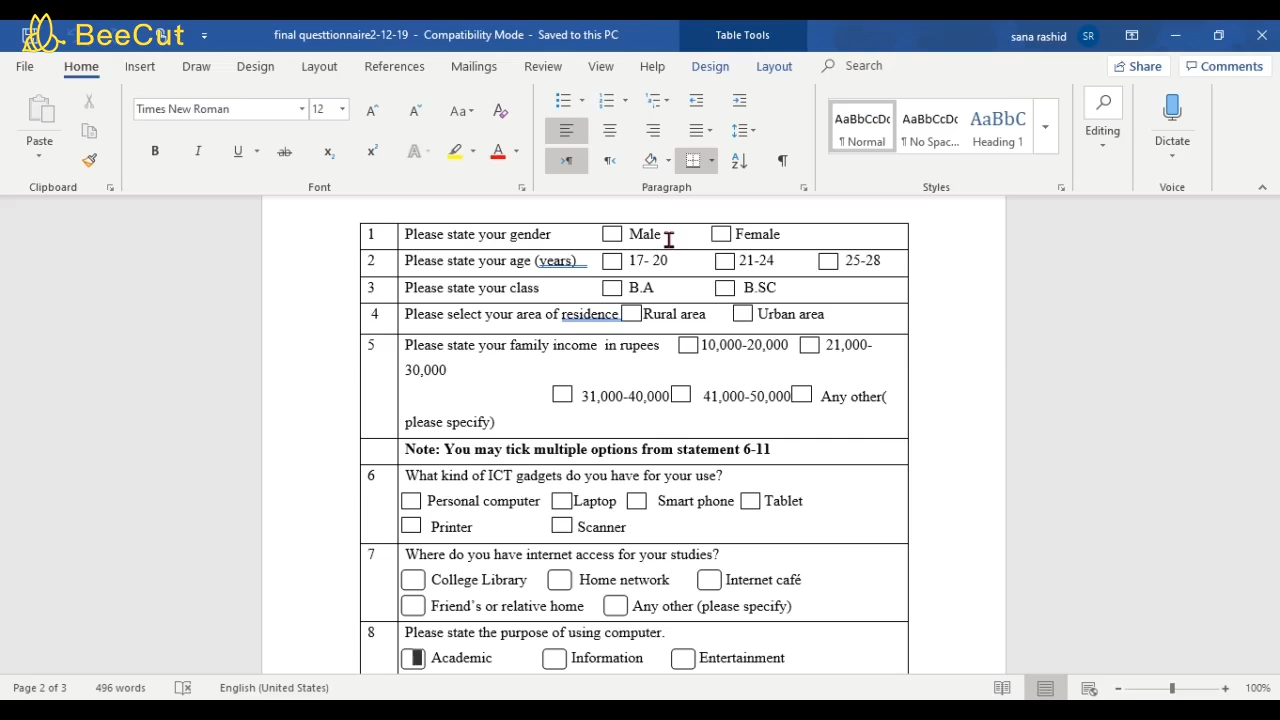 BeeCut
final questtionnaire2-12-19 - Compatibility Mode - Saved to this PC
Table Tools
sana rashid SR
File Home Insert Draw Design Layout References Mailings Review View Help Design Layout Search Share Comments
Times New Roman 12 AaBbCcDc AaBbCcDc AaBbC
Paste ¶ Normal ¶ No Spac... Heading 1 Editing Dictate
Clipboard Font Paragraph Styles Voice
1 Please state your gender Male Female
2 Please state your age (years) 17- 20 21-24 25-28
3 Please state your class B.A B.SC
4 Please select your area of residence Rural area Urban area
5 Please state your family income in rupees 10,000-20,000 21,000-
30,000
31,000-40,000 41,000-50,000 Any other(
please specify)
Note: You may tick multiple options from statement 6-11
6 What kind of ICT gadgets do you have for your use?
Personal computer Laptop Smart phone Tablet
Printer Scanner
7 Where do you have internet access for your studies?
College Library Home network Internet café
Friend’s or relative home Any other (please specify)
8 Please state the purpose of using computer.
Academic Information Entertainment
Page 2 of 3 496 words English (United States) 100%